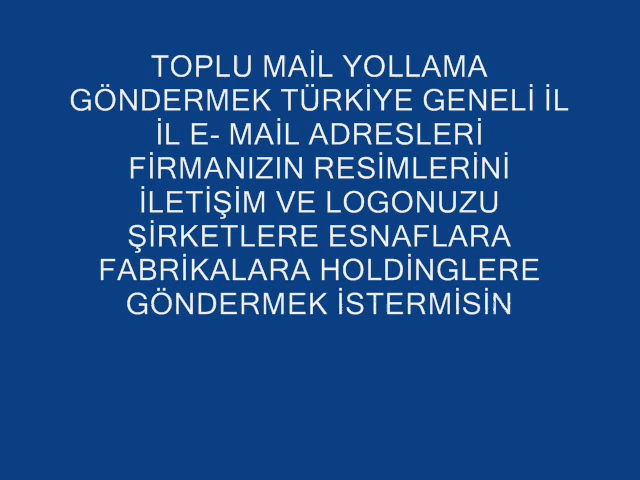 TOPLU MAİL YOLLAMA
GÖNDERMEK TÜRKİYE GENELİ İL
İL E- MAİL ADRESLERİ
FİRMANIZIN RESİMLERİNİ
İLETİŞİM VE LOGONUZU
ŞİRKETLERE ESNAFLARA
FABRİKALARA HOLDİNGLERE
GÖNDERMEK İSTERMİSİN